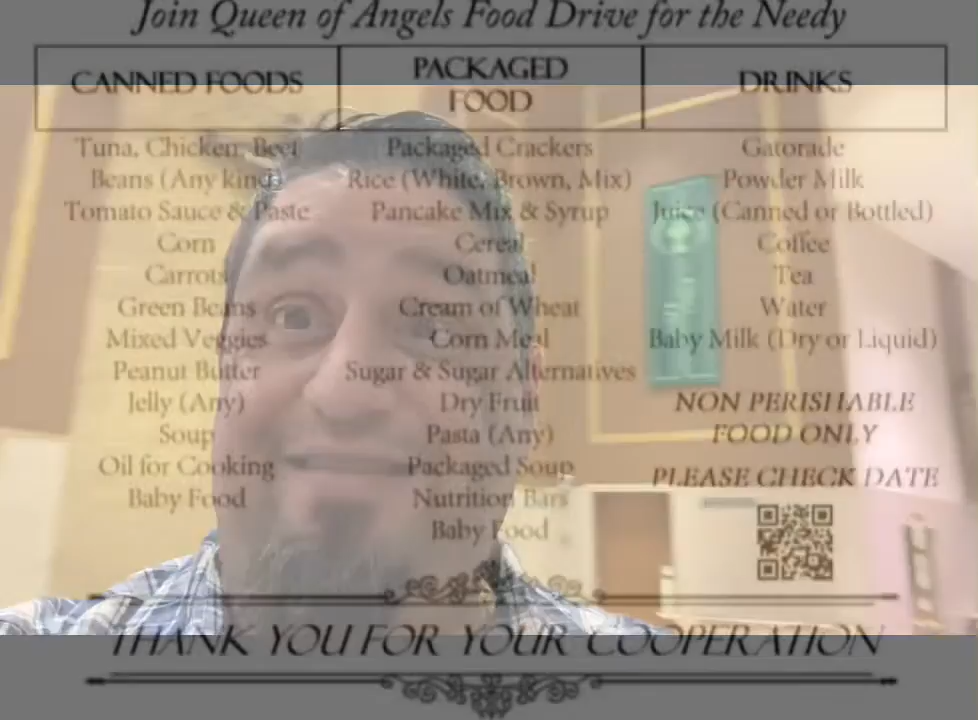 Join Queen of Angels Food Drive for the Needy
CANNED FOODS
Tuna, Chicken, Beef
Beans (Any kind)
Tomato Sauce & Paste
Corn
Carrots
Green Beans
Mixed Veggies
Peanut Butter
Jelly (Any)
Soup
Oil for Cooking
Baby Food
PACKAGED
FOOD
Packaged Crackers
Rice (White, Brown, Mix)
Pancake Mix & Syrup
Cereal
Oatmeal
Cream of Wheat
Corn Meal
Sugar & Sugar Alternatives
Dry Fruit
Pasta (Any)
Packaged Soup
Nutrition Bars
Baby Food
DRINKS
Gatorade
Powder Milk
Juice (Canned or Bottled)
Coffee
Tea
Water
Baby Milk (Dry or Liquid)
NON PERISHABLE
FOOD ONLY
PLEASE CHECK DATE
THANK YOU FOR YOUR COOPERATION